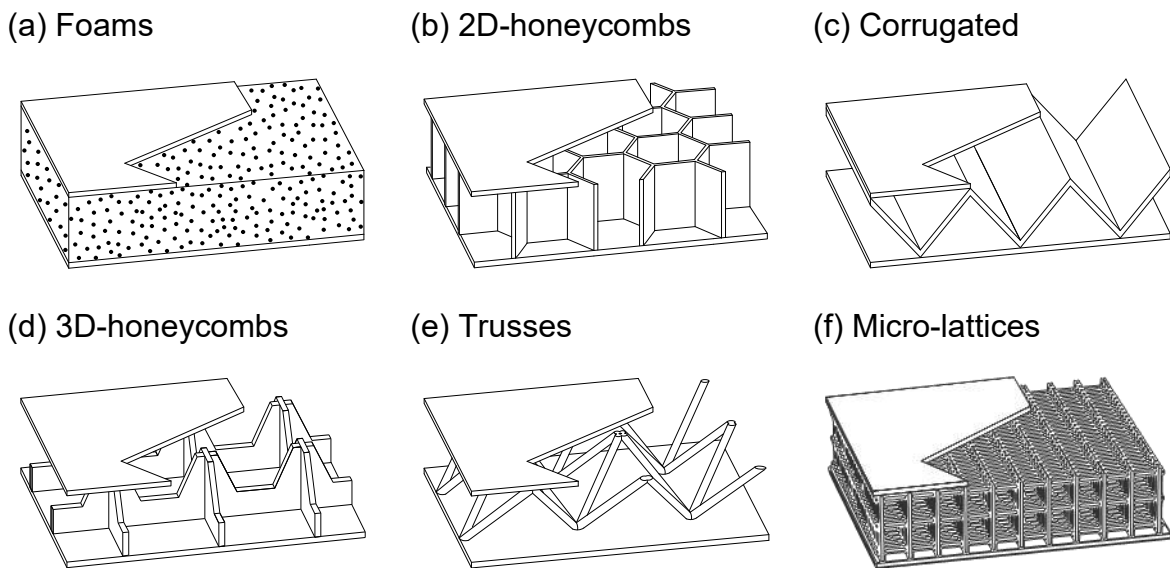 (a) Foams
(b) 2D-honeycombs
(c) Corrugated
(d) 3D-honeycombs
(e) Trusses
(f) Micro-lattices